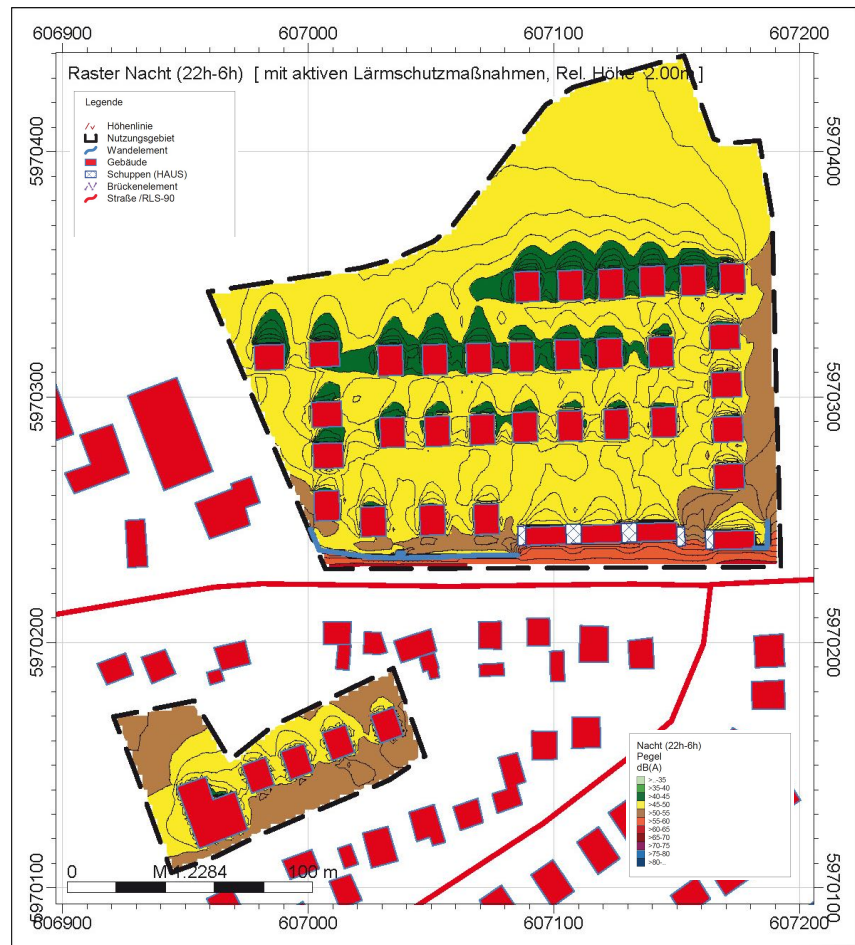 606900 607000 607100 607200
Raster Nacht (22h-6h) [ mit aktiven Lärmschutzmaßnahmen, Rel. Höhe 2.00m ]
Legende
Höhenlinie
Nutzungsgebiet
Wandelement
Gebäude
Schuppen (HAUS)
Brückenelement
Straße /RLS-90
5970400 5970400
5970300 5970300
5970200 5970200
5970100 5970100
Nacht (22h-6h)
Pegel
dB(A)
>..-35
>35-40
>40-45
>45-50
>50-55
>55-60
>60-65
>65-70
>70-75
>75-80
>80-..
0 M 1:2284 100 m
606900 607000 607100 607200